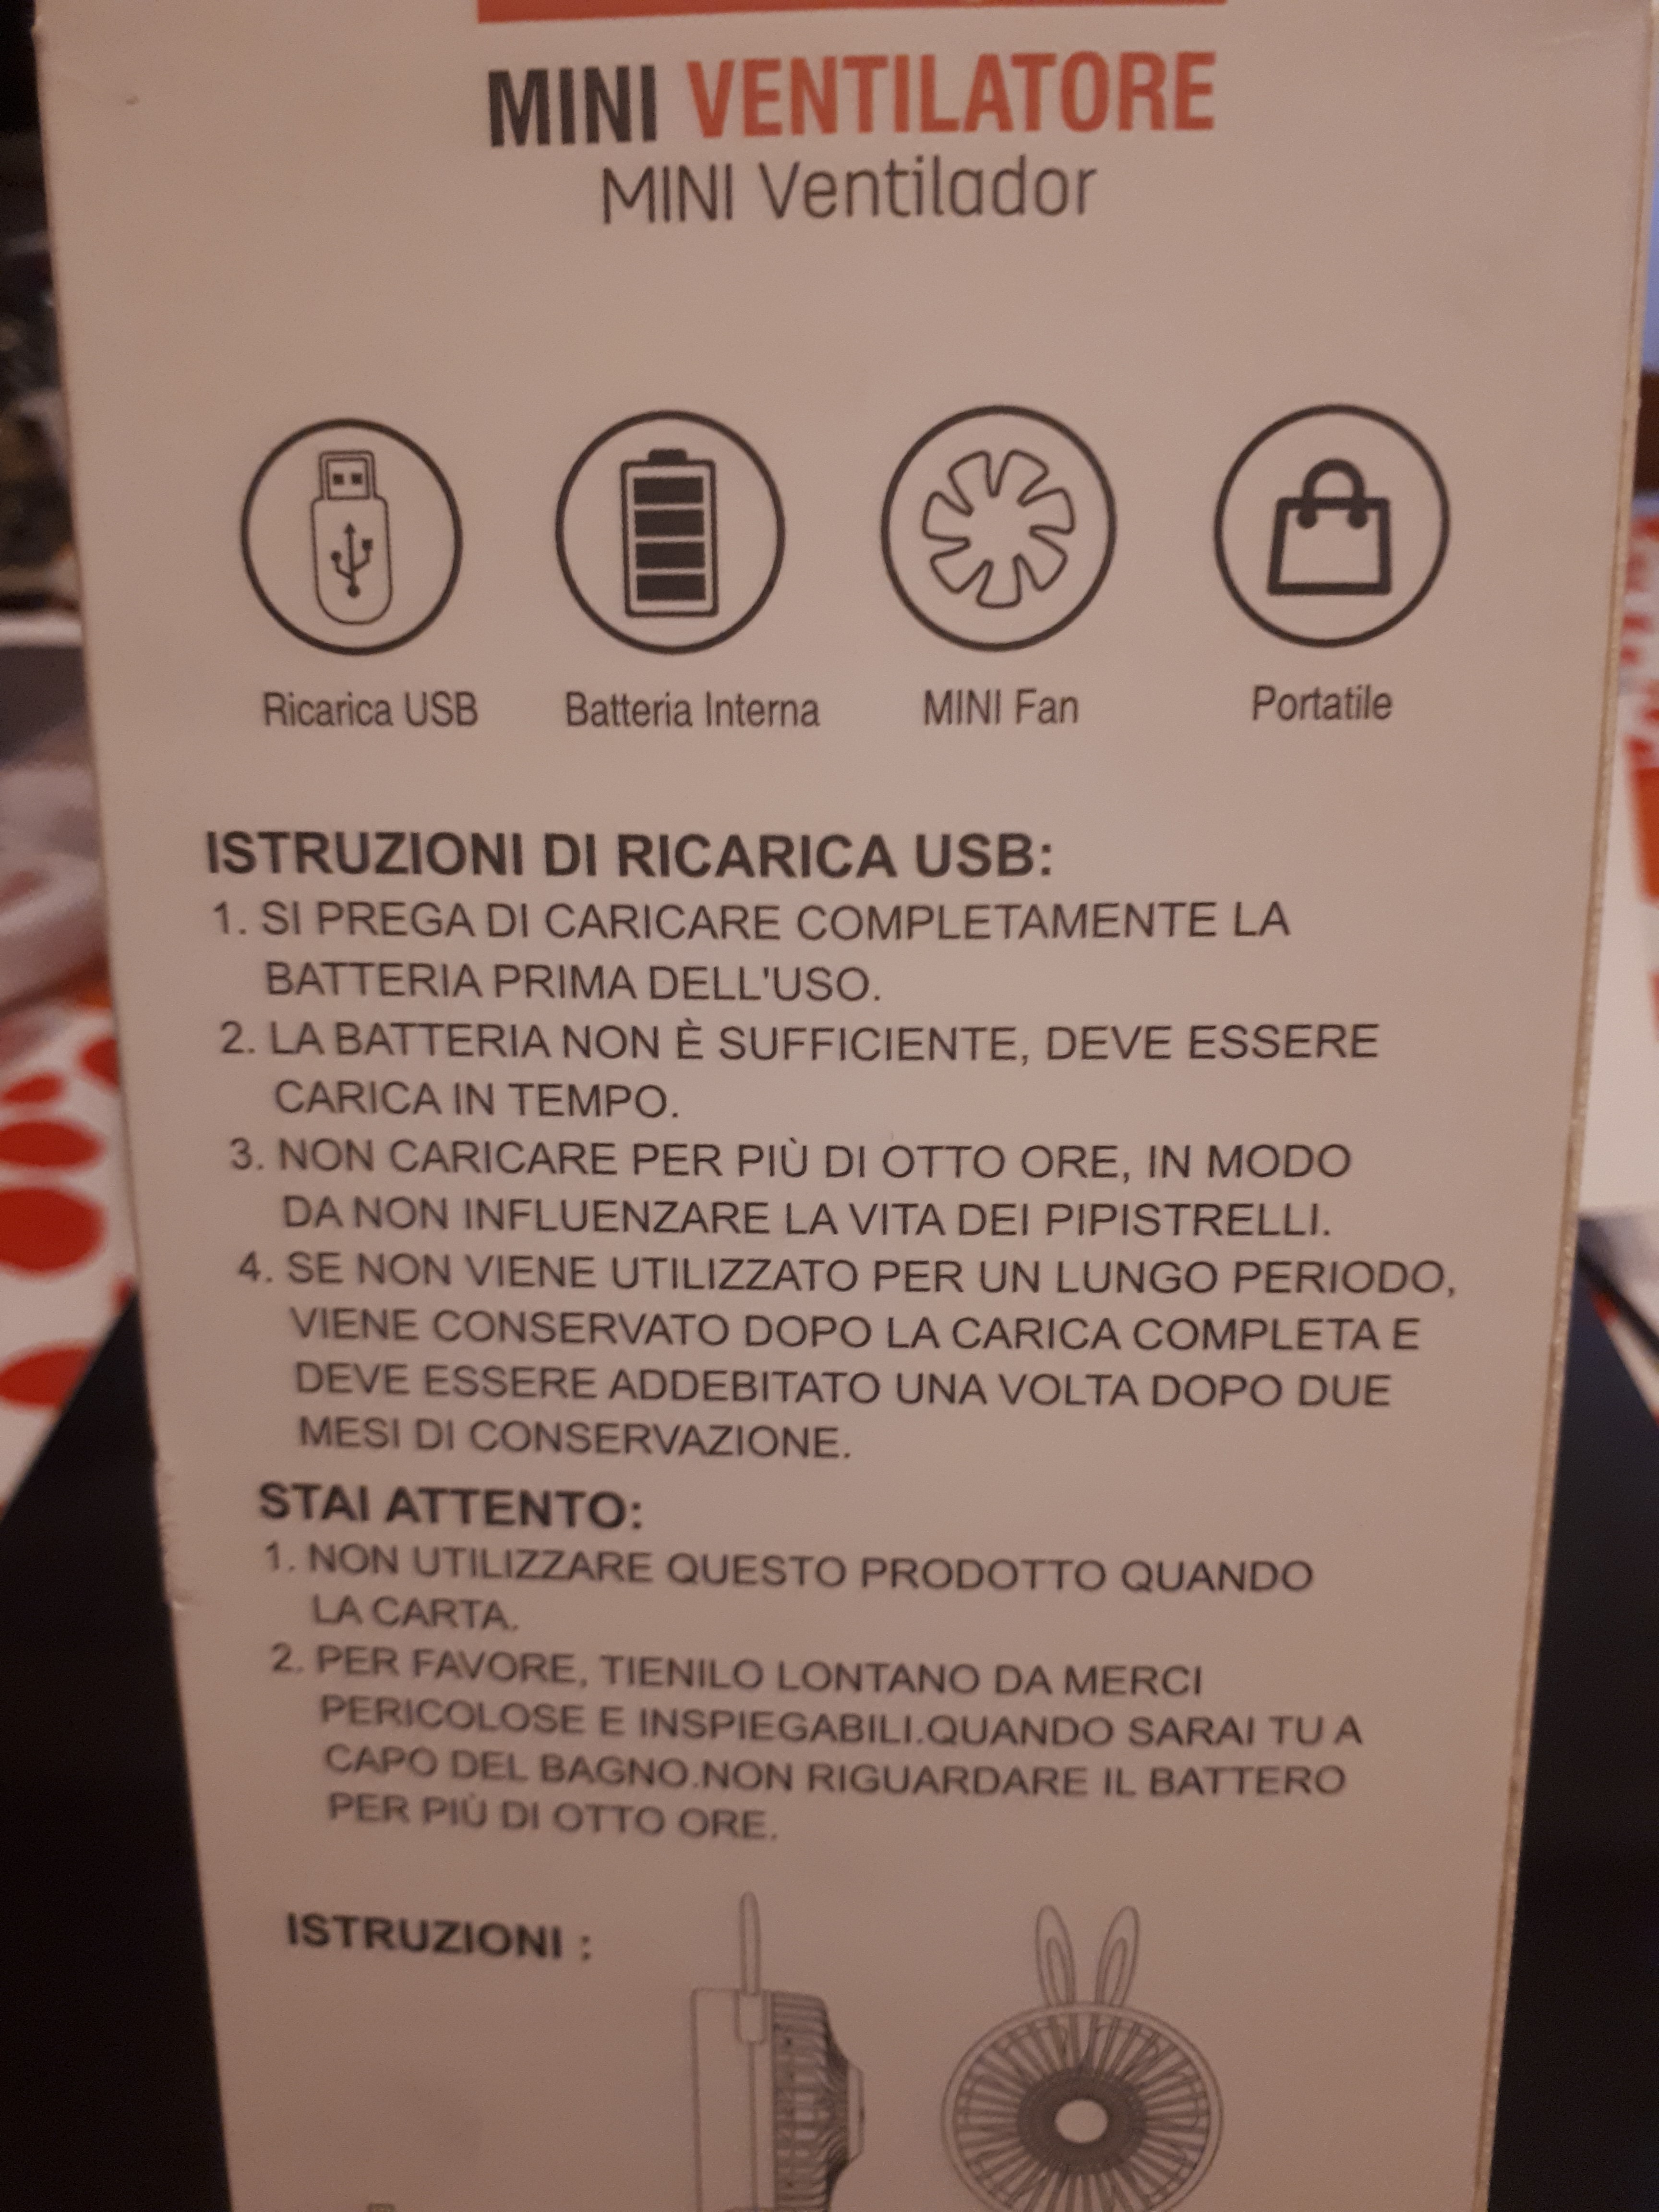 MINI VENTILATORE
MINI Ventilador
Ricarica USB
Batteria Interna
MINI Fan
Portatile
ISTRUZIONI DI RICARICA USB:
1. SI PREGA DI CARICARE COMPLETAMENTE LA
BATTERIA PRIMA DELL'USO.
2. LA BATTERIA NON È SUFFICIENTE, DEVE ESSERE
CARICA IN TEMPO.
3. NON CARICARE PER PIÙ DI OTTO ORE, IN MODO
DA NON INFLUENZARE LA VITA DEI PIPISTRELLI.
4. SE NON VIENE UTILIZZATO PER UN LUNGO PERIODO,
VIENE CONSERVATO DOPO LA CARICA COMPLETA E
DEVE ESSERE ADDEBITATO UNA VOLTA DOPO DUE
MESI DI CONSERVAZIONE.
STAI ATTENTO:
1. NON UTILIZZARE QUESTO PRODOTTO QUANDO
LA CARTA.
2. PER FAVORE, TIENILO LONTANO DA MERCI
PERICOLOSE E INSPIEGABILI.QUANDO SARAI TU A
CAPO DEL BAGNO.NON RIGUARDARE IL BATTERO
PER PIÙ DI OTTO ORE.
ISTRUZIONI :